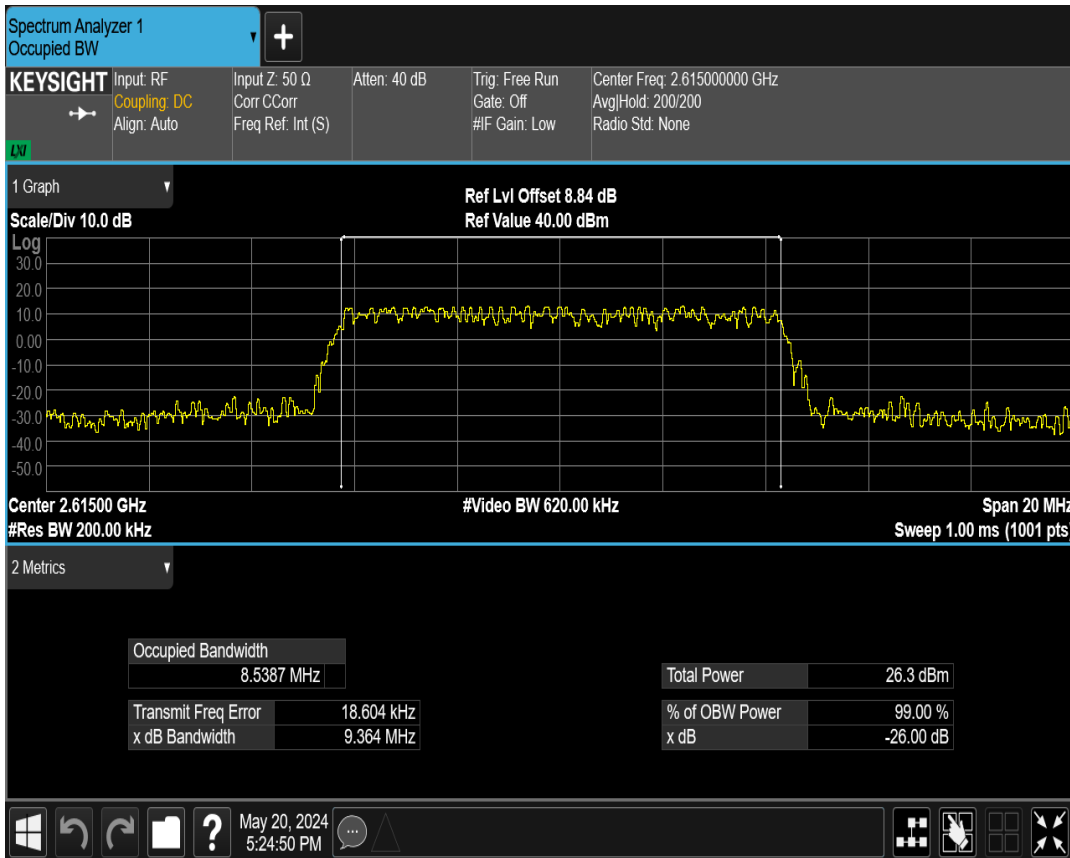 Spectrum Analyzer 1
Occupied BW
KEYSIGHT
LXI
Input: RF
Coupling: DC
Align: Auto
Input Z: 50 Ω
Corr CCorr
Freq Ref: Int (S)
Atten: 40 dB
Trig: Free Run
Gate: Off
#IF Gain: Low
Center Freq: 2.615000000 GHz
Avg|Hold: 200/200
Radio Std: None
1 Graph
Scale/Div 10.0 dB
Ref Lvl Offset 8.84 dB
Ref Value 40.00 dBm
Log
30.0
20.0
10.0
0.00
-10.0
-20.0
-30.0
-40.0
-50.0
Center 2.61500 GHz
#Res BW 200.00 kHz
#Video BW 620.00 kHz
Span 20 MHz
Sweep 1.00 ms (1001 pts)
2 Metrics
Occupied Bandwidth
8.5387 MHz
Transmit Freq Error 18.604 kHz
x dB Bandwidth 9.364 MHz
Total Power 26.3 dBm
% of OBW Power 99.00 %
x dB -26.00 dB
May 20, 2024
5:24:50 PM